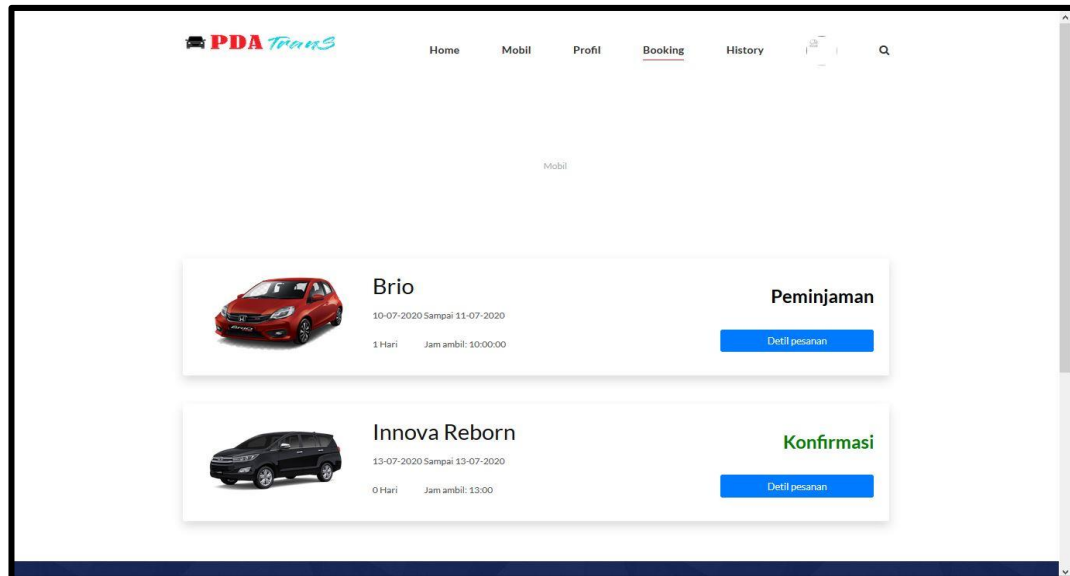 PDA Trans
Home Mobil Profil Booking History
Mobil
Brio
10-07-2020 Sampai 11-07-2020
1 Hari Jam ambil: 10:00:00
Peminjaman
Detil pesanan
Innova Reborn
13-07-2020 Sampai 13-07-2020
0 Hari Jam ambil: 13:00
Konfirmasi
Detil pesanan